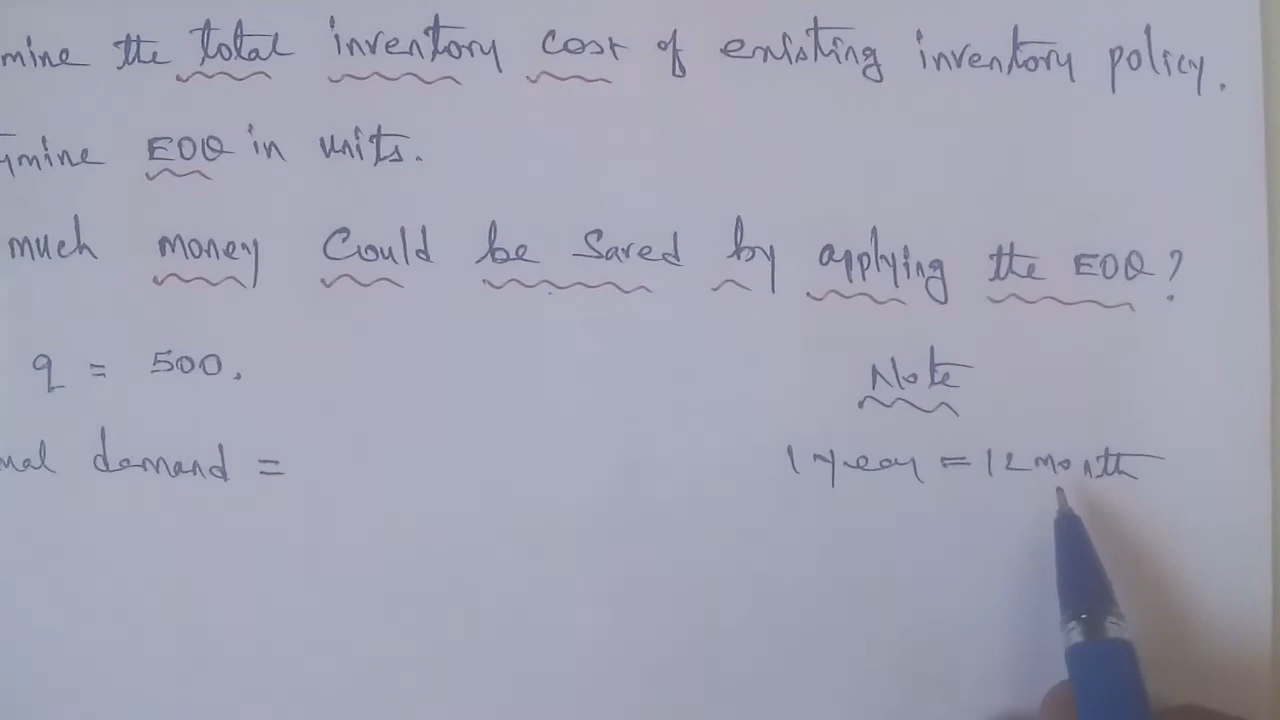 mine the total inventory cost of existing inventory policy.
mine EOQ in units.
much money Could be Saved by applying the EOQ?
q = 500.
Note
ual demand =
1 year = 12 month